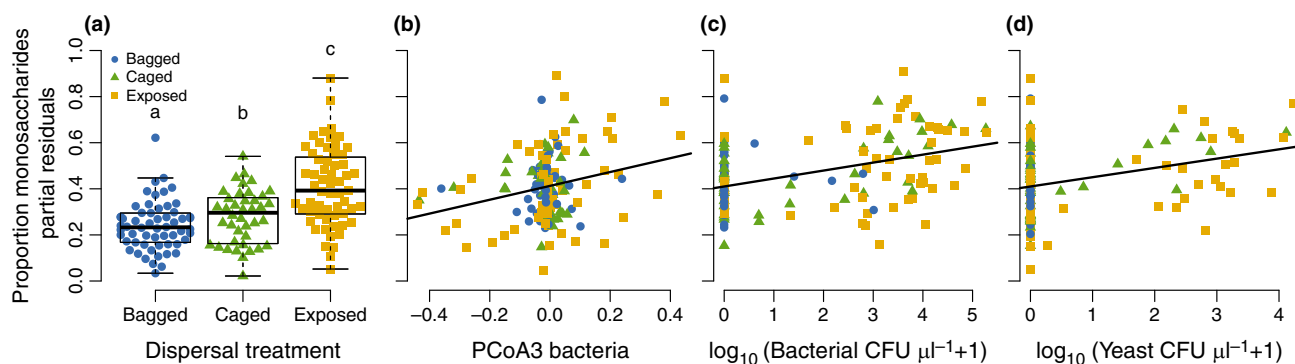 (a) (b) (c) (d)
Proportion monosaccharides
partial residuals
1.0
0.8
0.6
0.4
0.2
0.0
Bagged
Caged
Exposed
a b c
Bagged Caged Exposed
Dispersal treatment
−0.4 −0.2 0.0 0.2 0.4
PCoA3 bacteria
0 1 2 3 4 5
log10 (Bacterial CFU µl−1+1)
0 1 2 3 4
log10 (Yeast CFU µl−1+1)